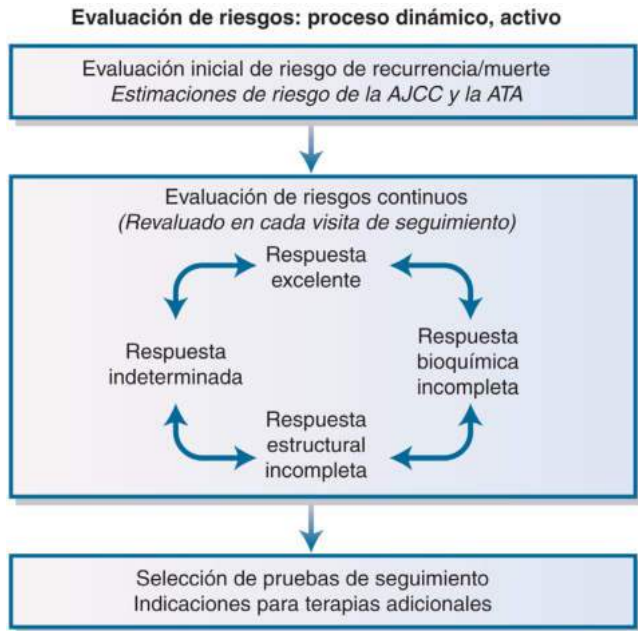 Evaluación de riesgos: proceso dinámico, activo
Evaluación inicial de riesgo de recurrencia/muerte
Estimaciones de riesgo de la AJCC y la ATA
Evaluación de riesgos continuos
(Revaluado en cada visita de seguimiento)
Respuesta
excelente
Respuesta
indeterminada
Respuesta
bioquímica
incompleta
Respuesta
estructural
incompleta
Selección de pruebas de seguimiento
Indicaciones para terapias adicionales